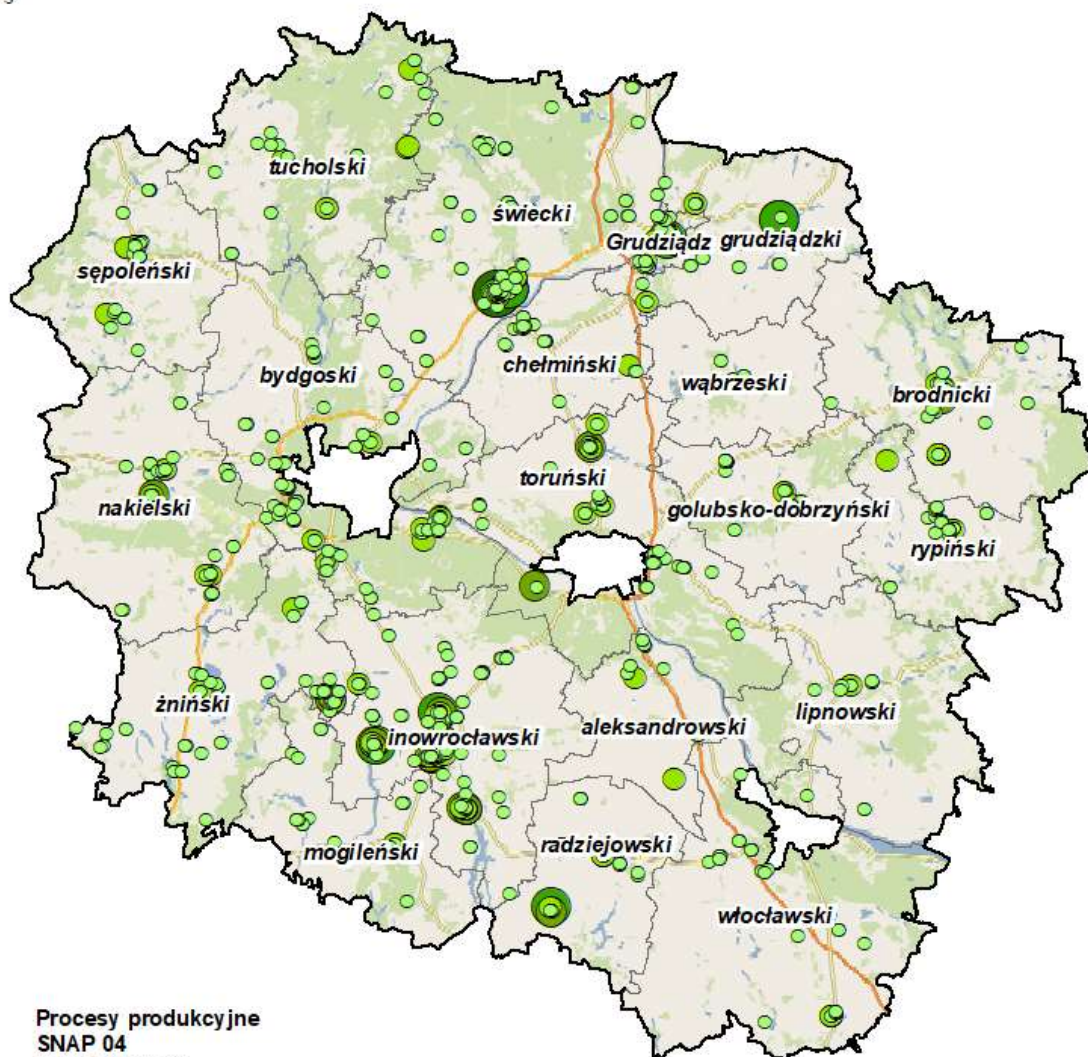 tucholski
świecki
Grudziądz grudziądzki
sępoleński
bydgoski
chełmiński
wąbrzeski
brodnicki
toruński
nakielski
golubsko-dobrzyński
rypiński
żniński
inowrocławski
aleksandrowski
lipnowski
mogileński
radziejowski
włocławski
Procesy produkcyjne
SNAP 04